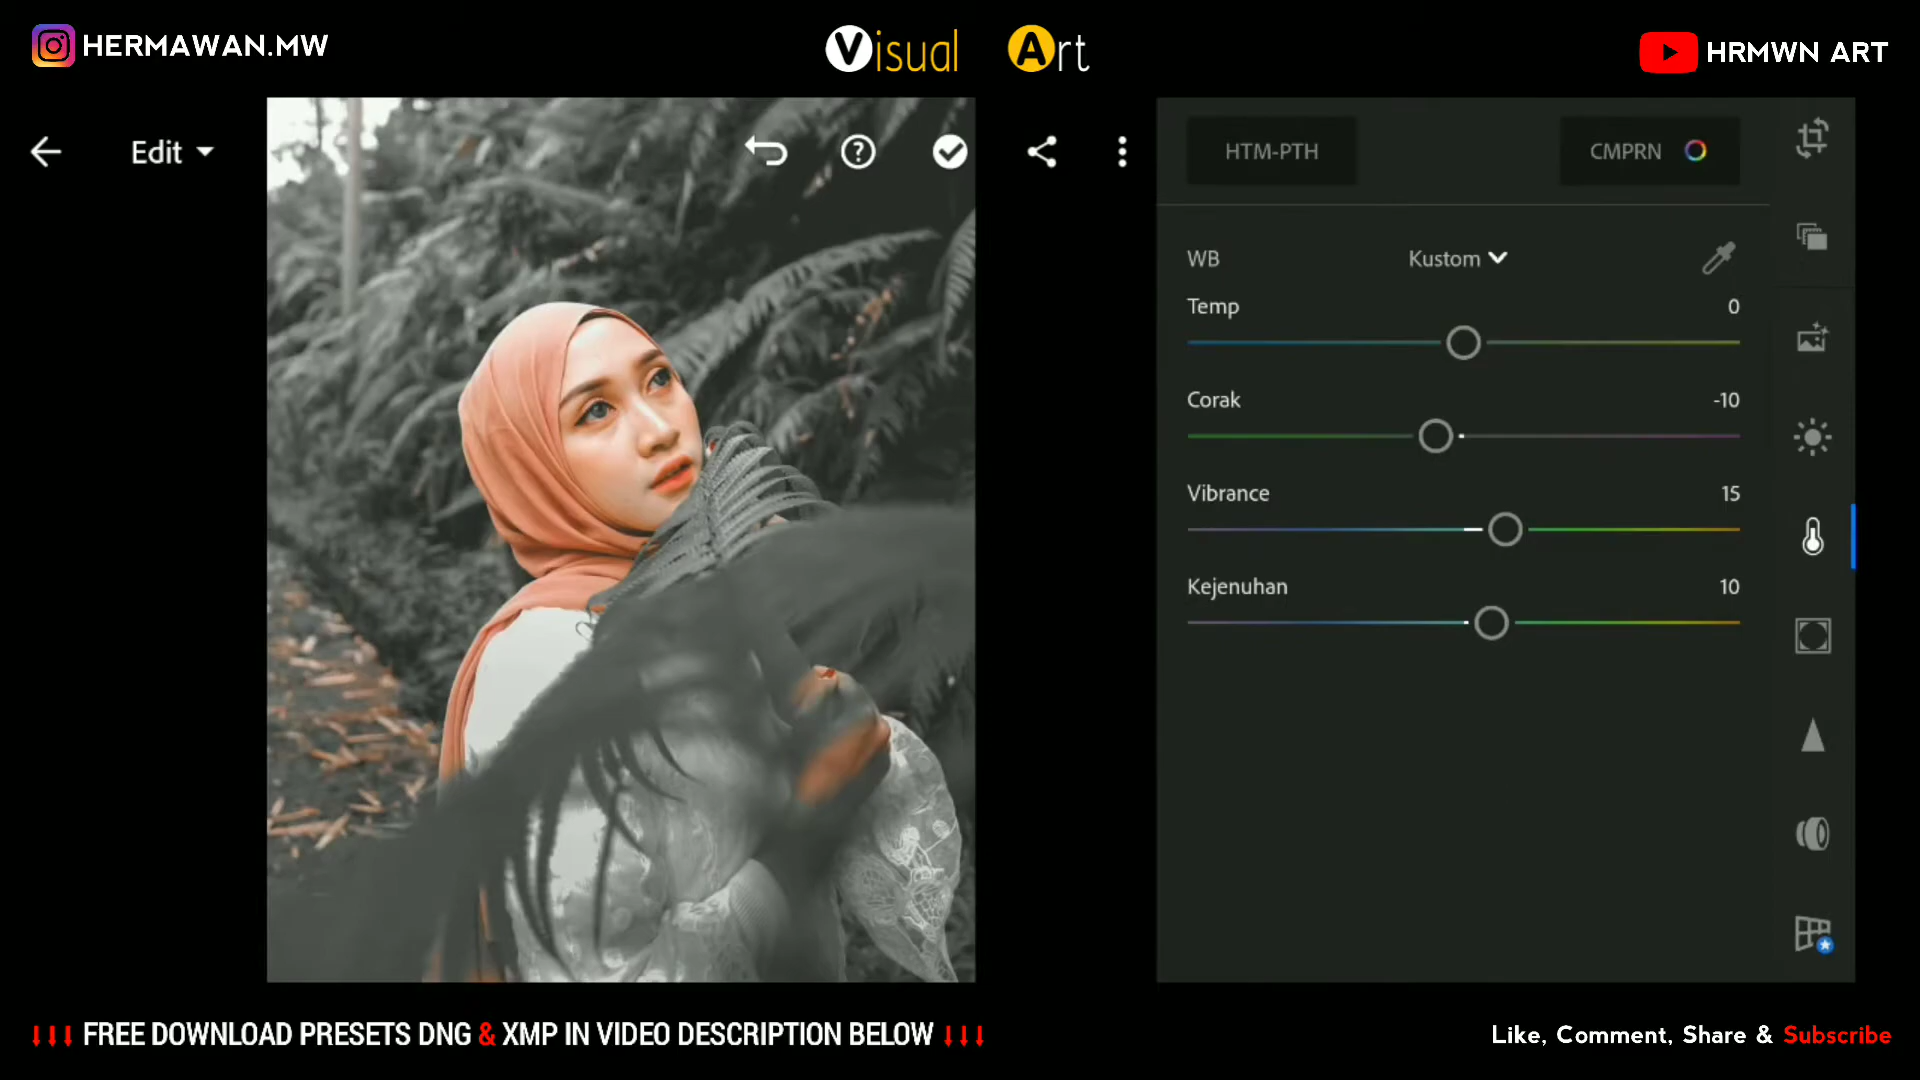 HERMAWAN.MW
Visual Art
HRMWN ART
Edit
HTM-PTH
CMPRN
WB
Kustom
Temp
0
Corak
-10
Vibrance
15
Kejenuhan
10
FREE DOWNLOAD PRESETS DNG & XMP IN VIDEO DESCRIPTION BELOW
Like, Comment, Share & Subscribe